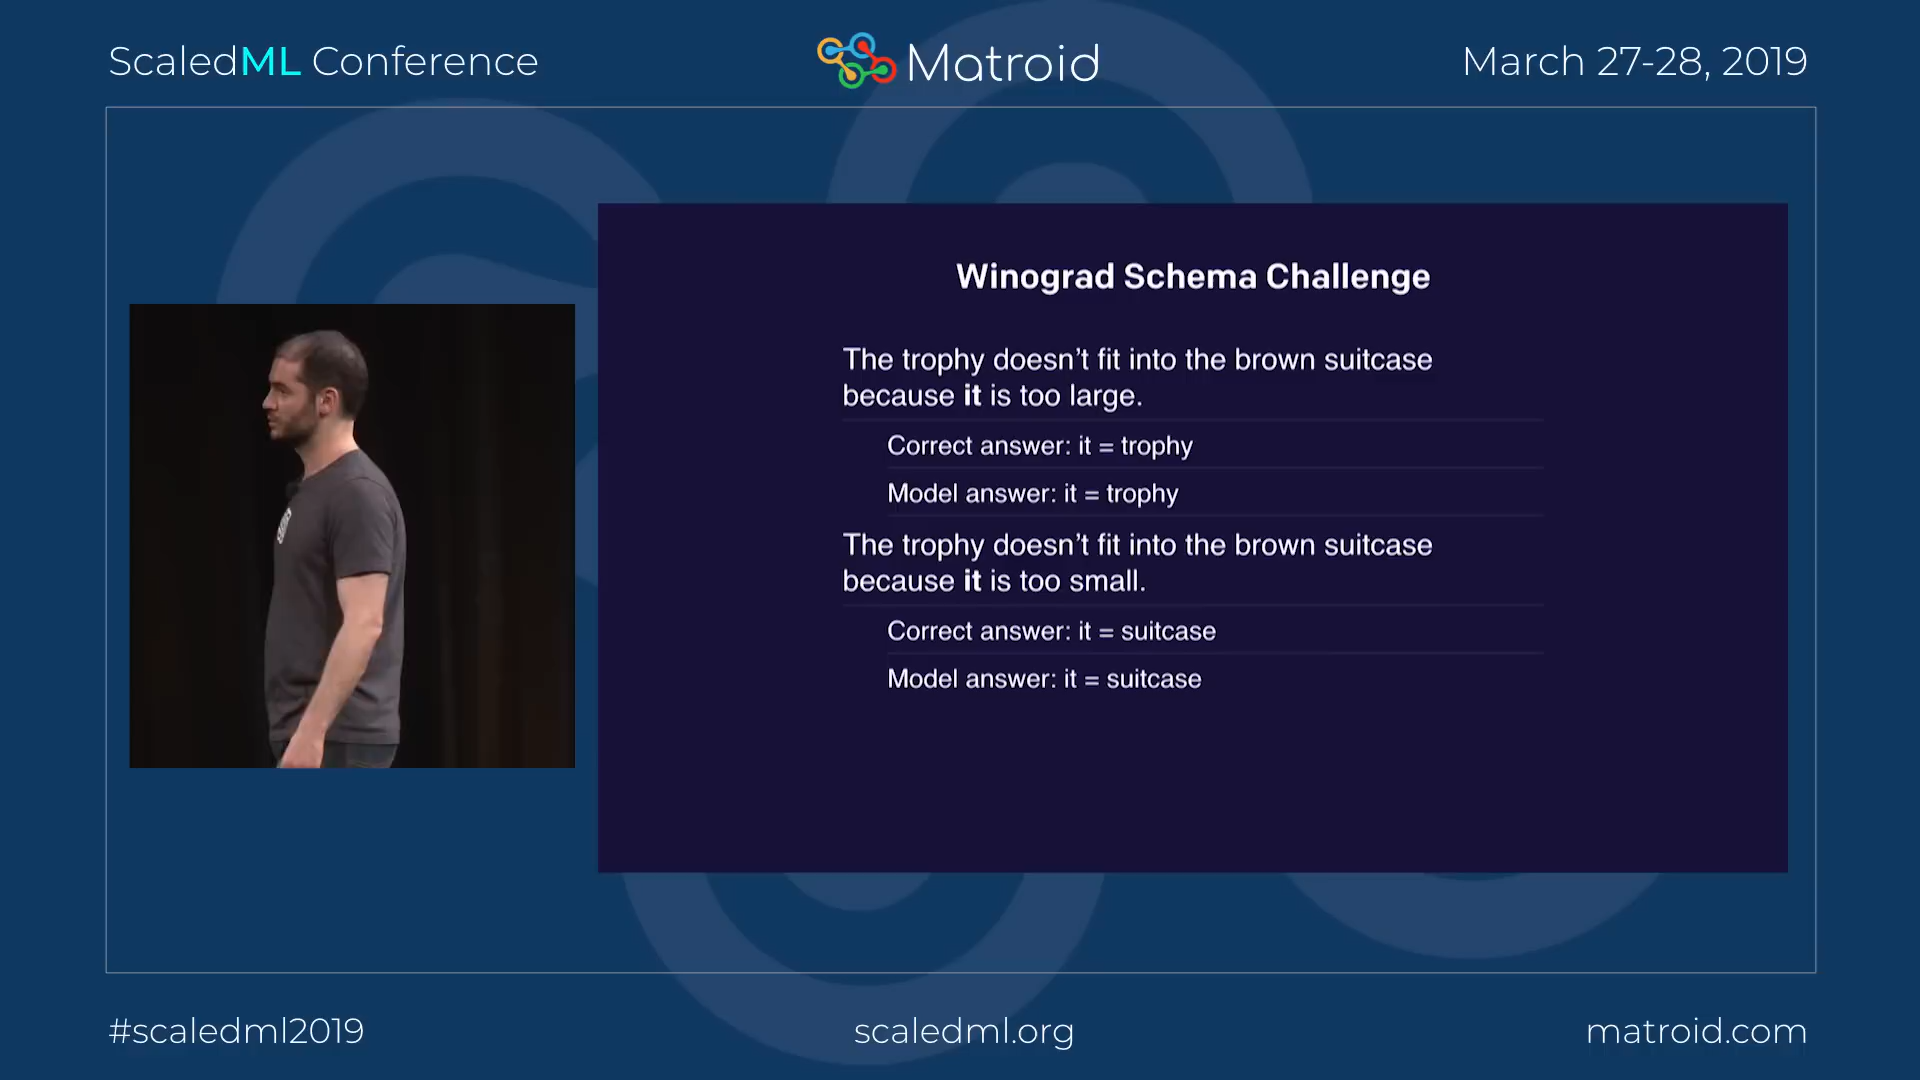 ScaledML Conference
Matroid
March 27-28, 2019
Winograd Schema Challenge
The trophy doesn’t fit into the brown suitcase
because it is too large.
Correct answer: it = trophy
Model answer: it = trophy
The trophy doesn’t fit into the brown suitcase
because it is too small.
Correct answer: it = suitcase
Model answer: it = suitcase
#scaledml2019
scaledml.org
matroid.com